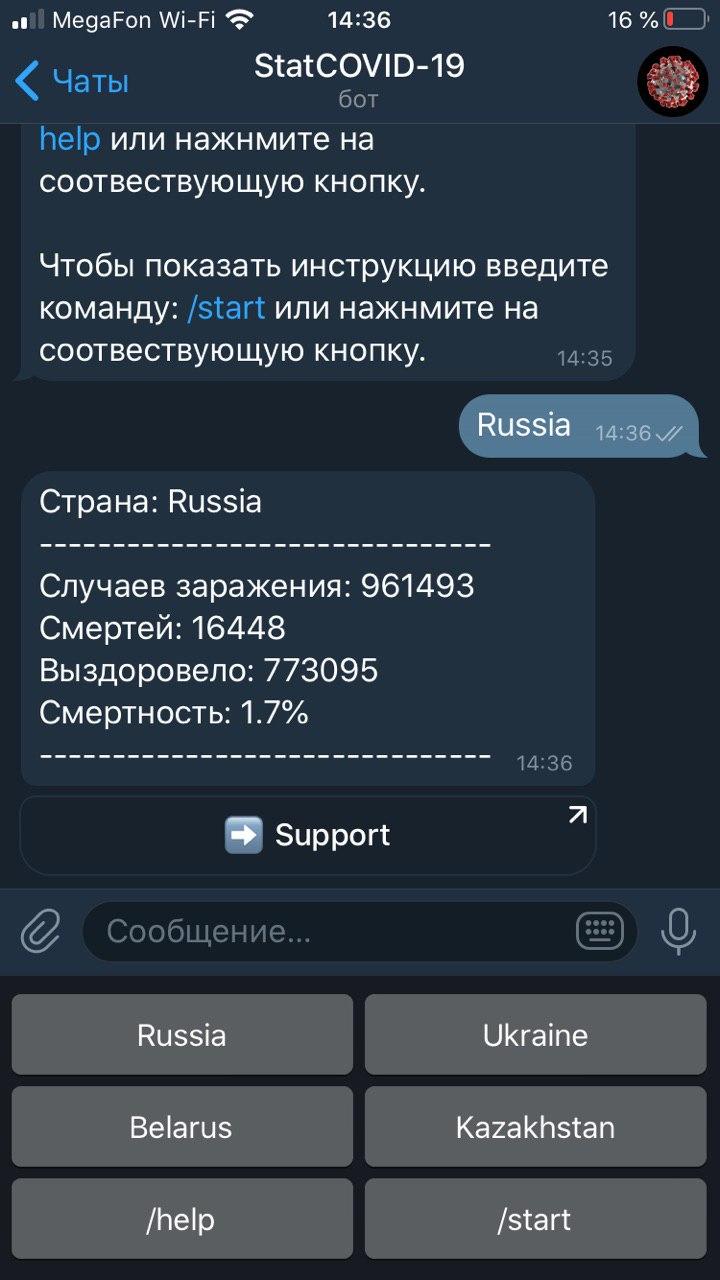 MegaFon Wi-Fi 14:36 16 %
Чаты StatCOVID-19
бот
help или нажнмите на
соотвествующую кнопку.
Чтобы показать инструкцию введите
команду: /start или нажнмите на
соотвествующую кнопку. 14:35
Russia 14:36
Страна: Russia
-------------------------------
Случаев заражения: 961493
Смертей: 16448
Выздоровело: 773095
Смертность: 1.7%
------------------------------- 14:36
Support
Сообщение...
Russia Ukraine
Belarus Kazakhstan
/help /start